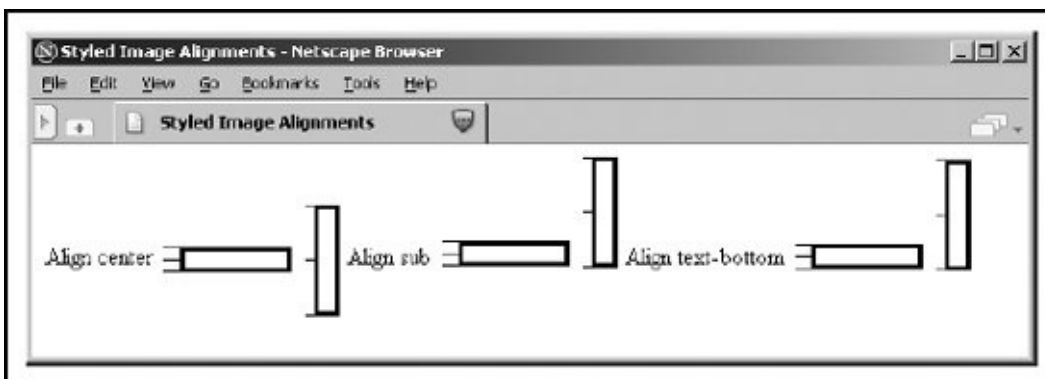 Styled Image Alignments - Netscape Browser
File Edit View Go Bookmarks Tools Help
Styled Image Alignments
Align center Align sub Align text-bottom